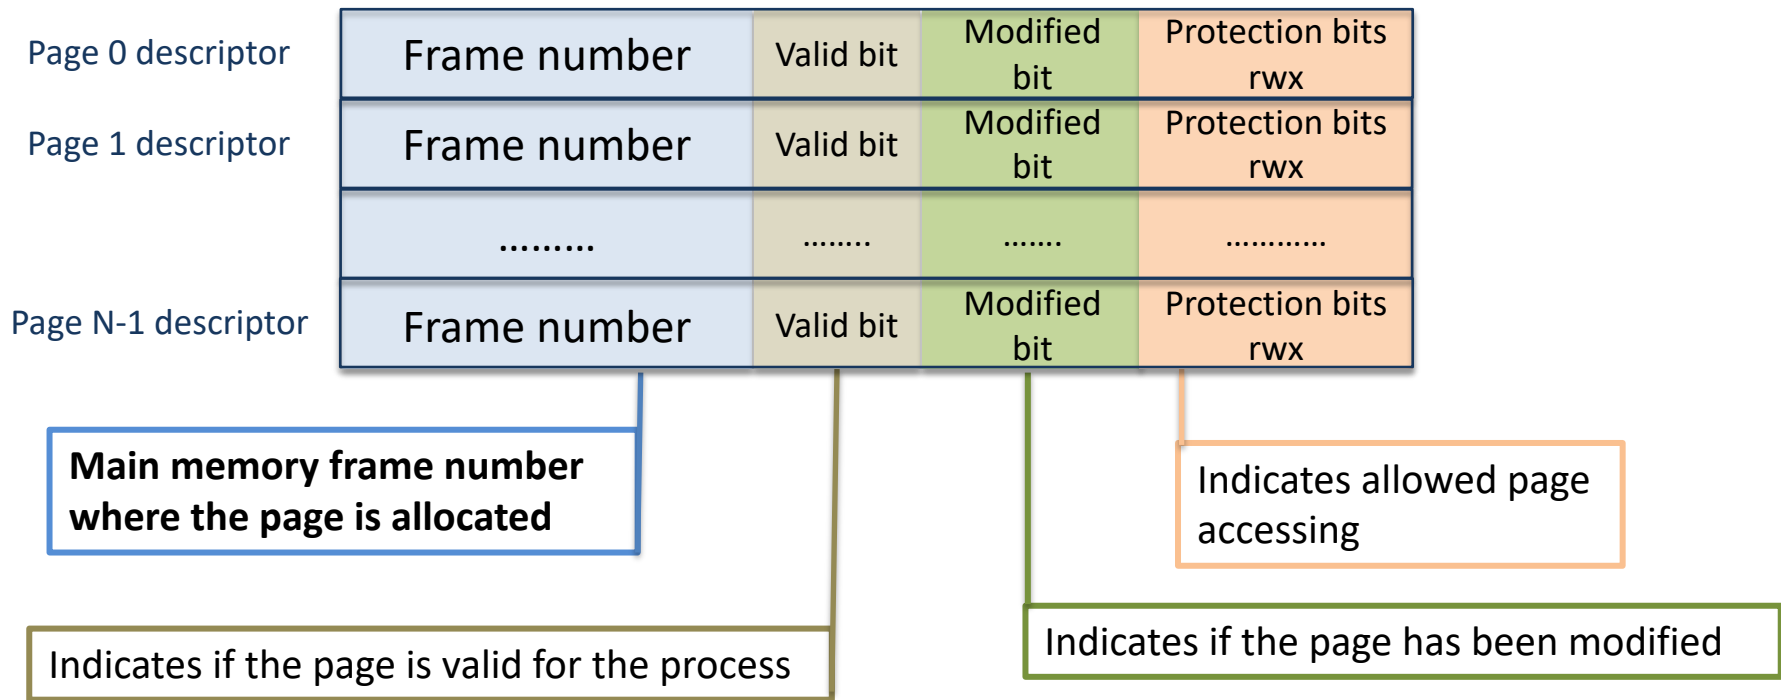 Page 0 descriptor
Frame number
Valid bit
Modified
bit
Protection bits
rwx
Page 1 descriptor
Frame number
Valid bit
Modified
bit
Protection bits
rwx
.........
........
.......
............
Page N-1 descriptor
Frame number
Valid bit
Modified
bit
Protection bits
rwx
Main memory frame number
where the page is allocated
Indicates allowed page
accessing
Indicates if the page is valid for the process
Indicates if the page has been modified